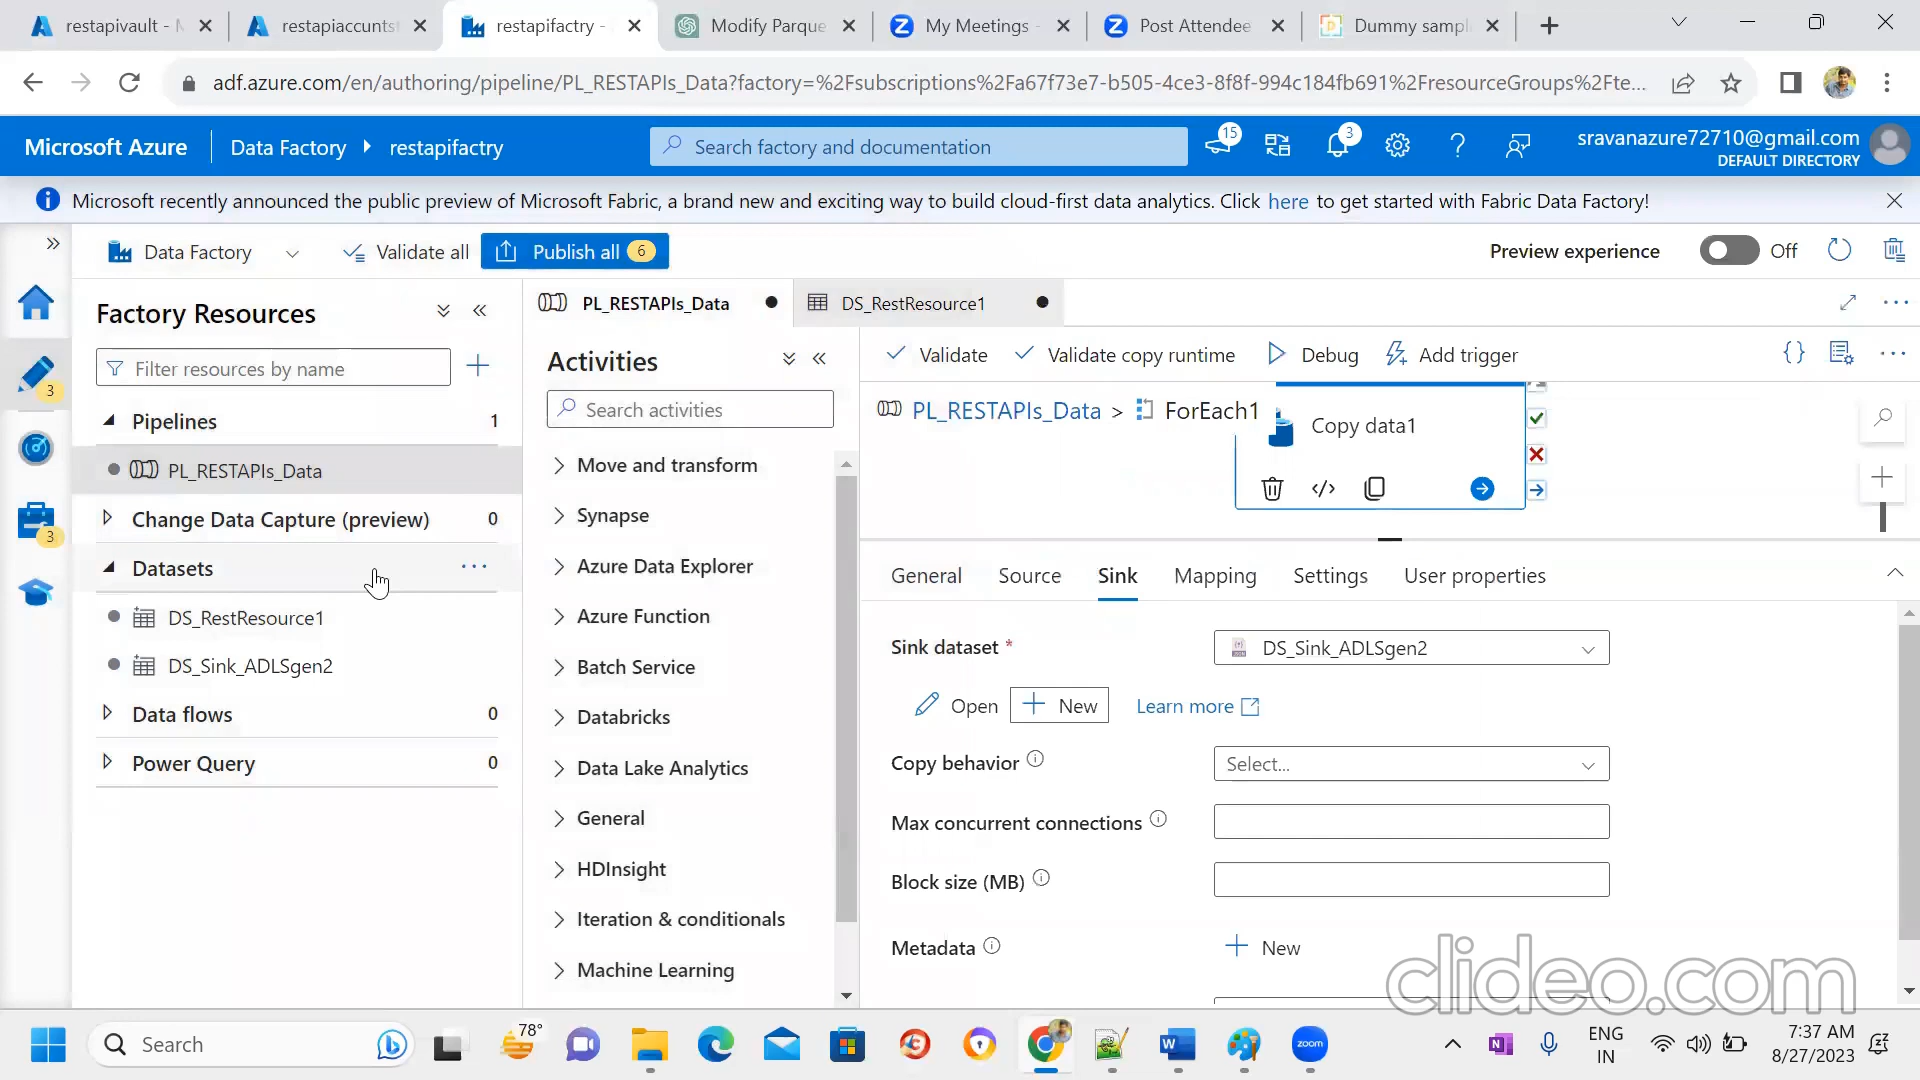 restapivault - M
restapiaccuntst
restapifactry -
Modify Parque
My Meetings -
Post Attendee
Dummy sampl
adf.azure.com/en/authoring/pipeline/PL_RESTAPIs_Data?factory=%2Fsubscriptions%2Fa67f73e7-b505-4ce3-8f8f-994c184fb691%2FresourceGroups%2Fte...
Microsoft Azure
Data Factory
restapifactry
Search factory and documentation
15
3
sravanazure72710@gmail.com
DEFAULT DIRECTORY
Microsoft recently announced the public preview of Microsoft Fabric, a brand new and exciting way to build cloud-first data analytics. Click here to get started with Fabric Data Factory!
Data Factory
Validate all
Publish all 6
Preview experience
Off
3
3
Factory Resources
Filter resources by name
Pipelines 1
PL_RESTAPIs_Data
Change Data Capture (preview) 0
Datasets
DS_RestResource1
DS_Sink_ADLSgen2
Data flows 0
Power Query 0
PL_RESTAPIs_Data
DS_RestResource1
Activities
Search activities
Move and transform
Synapse
Azure Data Explorer
Azure Function
Batch Service
Databricks
Data Lake Analytics
General
HDInsight
Iteration & conditionals
Machine Learning
Validate
Validate copy runtime
Debug
Add trigger
PL_RESTAPIs_Data > ForEach1
Copy data1
General
Source
Sink
Mapping
Settings
User properties
Sink dataset *
DS_Sink_ADLSgen2
Open
New
Learn more
Copy behavior
Select...
Max concurrent connections
Block size (MB)
Metadata
New
clideo.com
Search
78°
zoom
ENG
IN
7:37 AM
8/27/2023